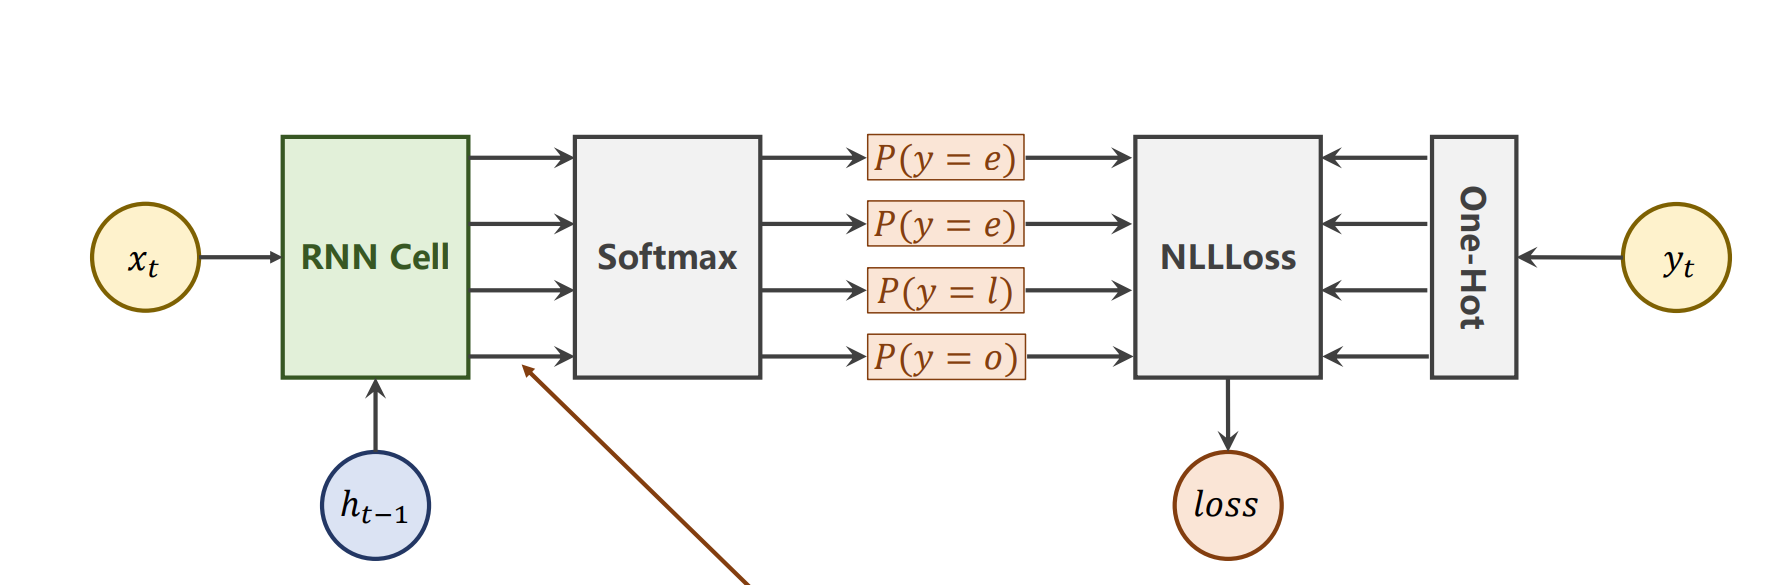 x_t
RNN Cell
h_{t-1}
Softmax
P(y = e)
P(y = e)
P(y = l)
P(y = o)
NLLLoss
loss
One-Hot
y_t